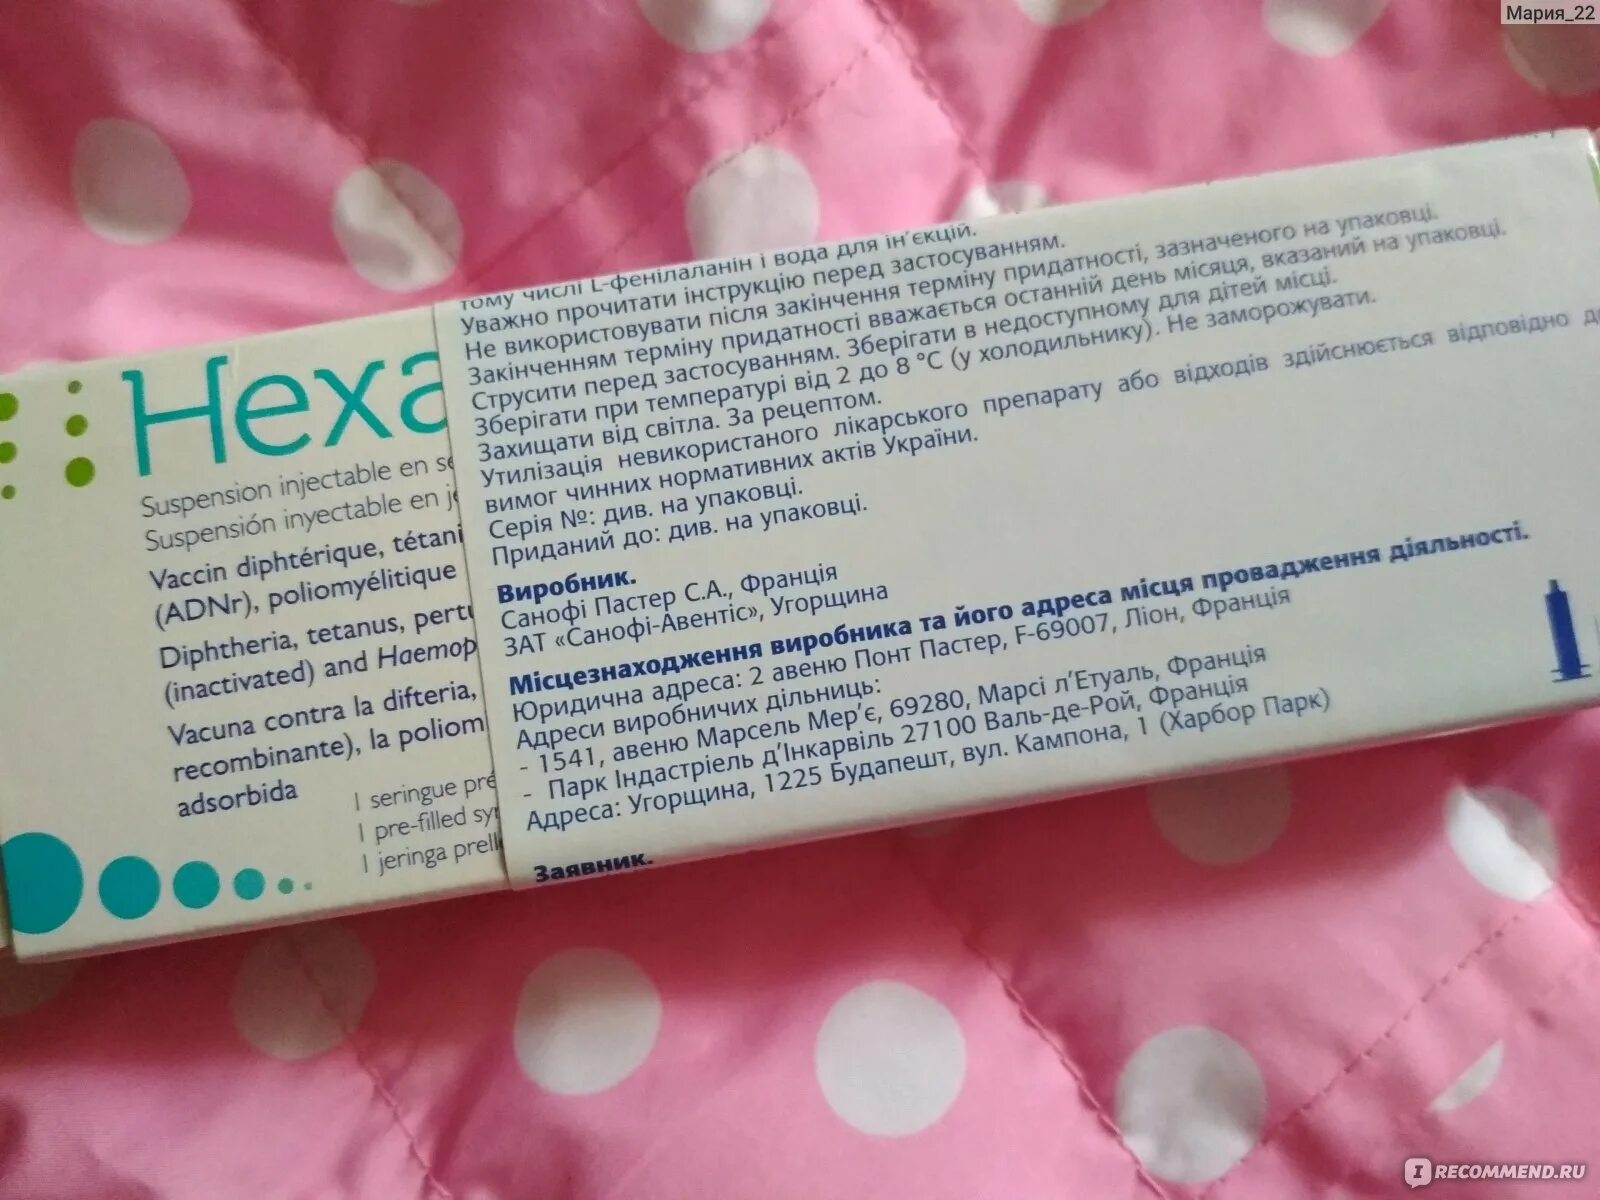 Мария_22
Hexa
Suspension injectable en se
Suspensión inyectable en je
Vaccin diphtérique, tétani
(ADNr), poliomyélitique
Diphtheria, tetanus, pertu
(inactivated) and Haemop
Vacuna contra la difteria,
recombinante), la poliom
adsorbida
1 seringue pré
1 pre-filled sy
1 jeringa prell
тому числі L-фенілаланін і вода для ін'єкцій.
Уважно прочитати інструкцію перед застосуванням.
Не використовувати після закінчення терміну придатності, зазначеного на упаковці.
Закінченням терміну придатності вважається останній день місяця, вказаний на упаковці.
Струсити перед застосуванням. Зберігати в недоступному для дітей місці.
Зберігати при температурі від 2 до 8 °C (у холодильнику). Не заморожувати.
Захищати від світла. За рецептом.
Утилізація невикористаного лікарського препарату або відходів здійснюється відповідно до
вимог чинних нормативних актів України.
Серія №: див. на упаковці.
Приданий до: див. на упаковці.
Виробник.
Санофі Пастер С.А., Франція
ЗАТ «Санофі-Авентіс», Угорщина
Місцезнаходження виробника та його адреса місця провадження діяльності.
Юридична адреса: 2 авеню Понт Пастер, F-69007, Ліон, Франція
Адреси виробничих дільниць:
- 1541, авеню Марсель Мер'є, 69280, Марсі л'Етуаль, Франція
- Парк Індастріель д'Інкарвіль 27100 Валь-де-Рой, Франція
Адреса: Угорщина, 1225 Будапешт, вул. Кампона, 1 (Харбор Парк)
Заявник.
IRECOMMEND.RU